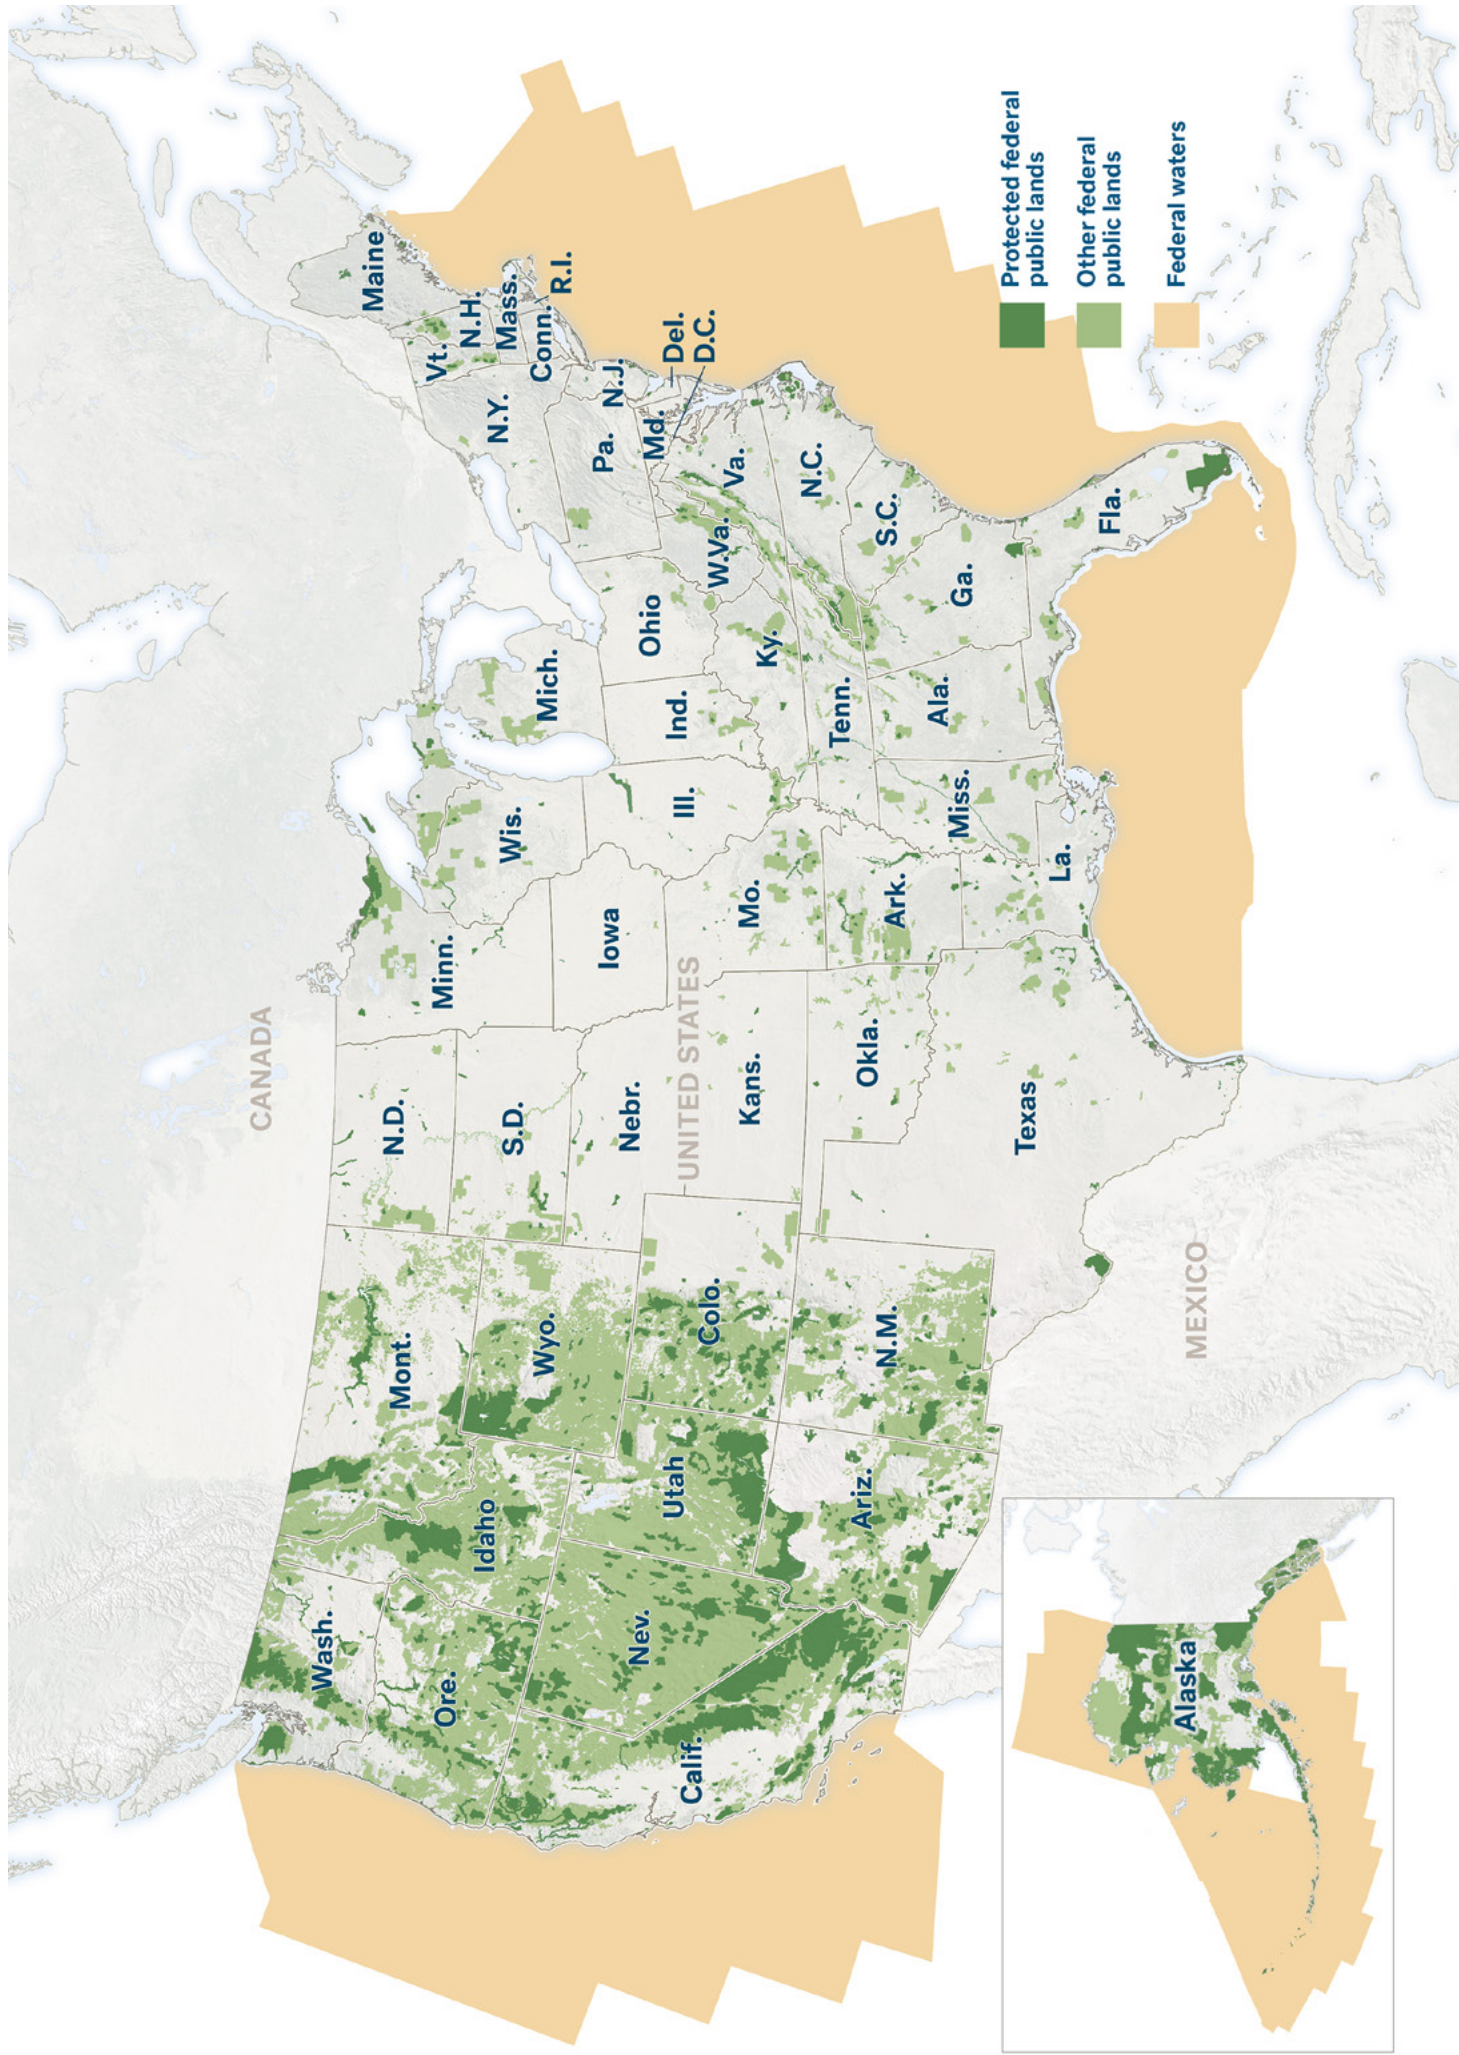 CANADA
UNITED STATES
MEXICO
Wash.
Ore.
Calif.
Idaho
Nev.
Mont.
Wyo.
Utah
Ariz.
Colo.
N.M.
N.D.
S.D.
Nebr.
Kans.
Okla.
Texas
Minn.
Iowa
Mo.
Ark.
La.
Wis.
Ill.
Mich.
Ind.
Ohio
Ky.
Tenn.
Miss.
Ala.
Ga.
Fla.
S.C.
N.C.
Va.
W.Va.
Md.
D.C.
Del.
Pa.
N.J.
N.Y.
Conn.
R.I.
Mass.
Vt.
N.H.
Maine
Alaska
Protected federal
public lands
Other federal
public lands
Federal waters